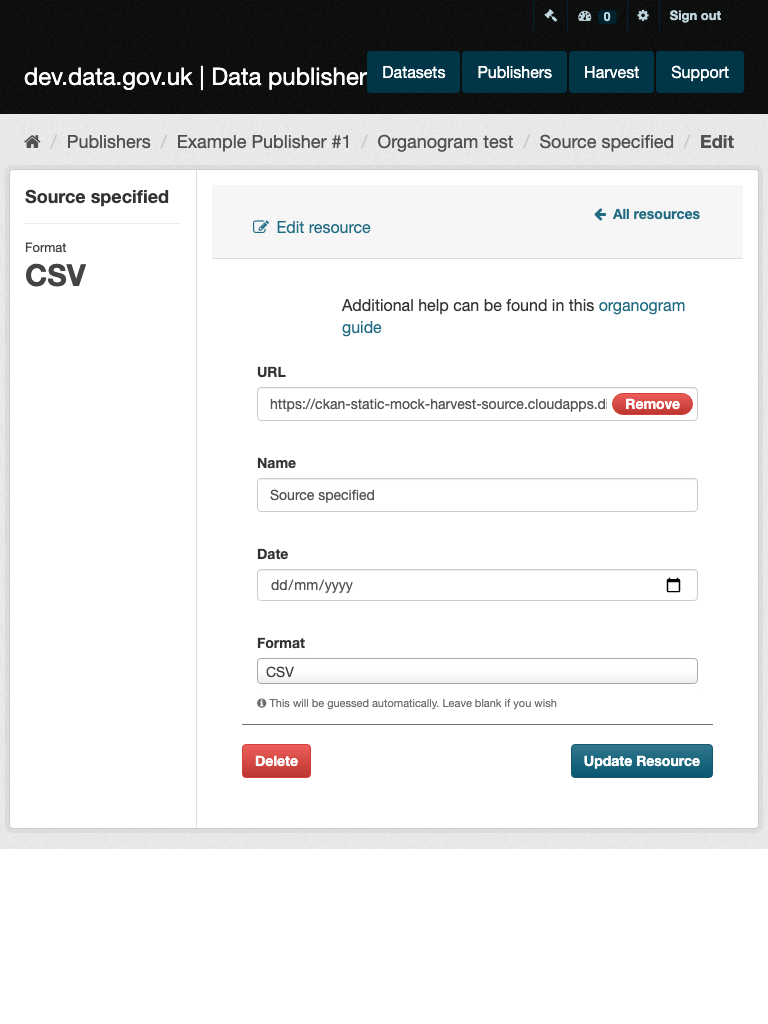 0 Sign out
dev.data.gov.uk | Data publisher Datasets Publishers Harvest Support
/ Publishers / Example Publisher #1 / Organogram test / Source specified / Edit
Source specified
Format
CSV
All resources
Edit resource
Additional help can be found in this organogram
guide
URL
https://ckan-static-mock-harvest-source.cloudapps.di Remove
Name
Source specified
Date
dd/mm/yyyy
Format
CSV
This will be guessed automatically. Leave blank if you wish
Delete Update Resource